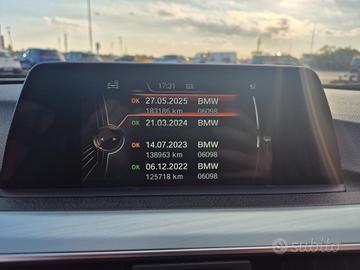 17:31
OK 27.05.2025 BMW
183186 km 06098
OK 21.03.2024 BMW
OK 14.07.2023 BMW
138963 km 06098
OK 06.12.2022 BMW
125718 km 06098
subito